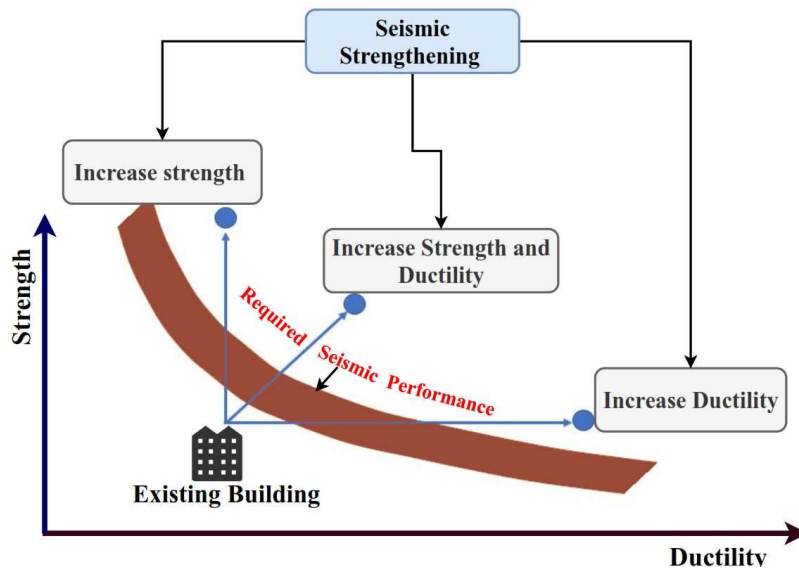 Seismic
Strengthening
Increase strength
Increase Strength and
Ductility
Strength
Required Seismic Performance
Increase Ductility
Existing Building
Ductility